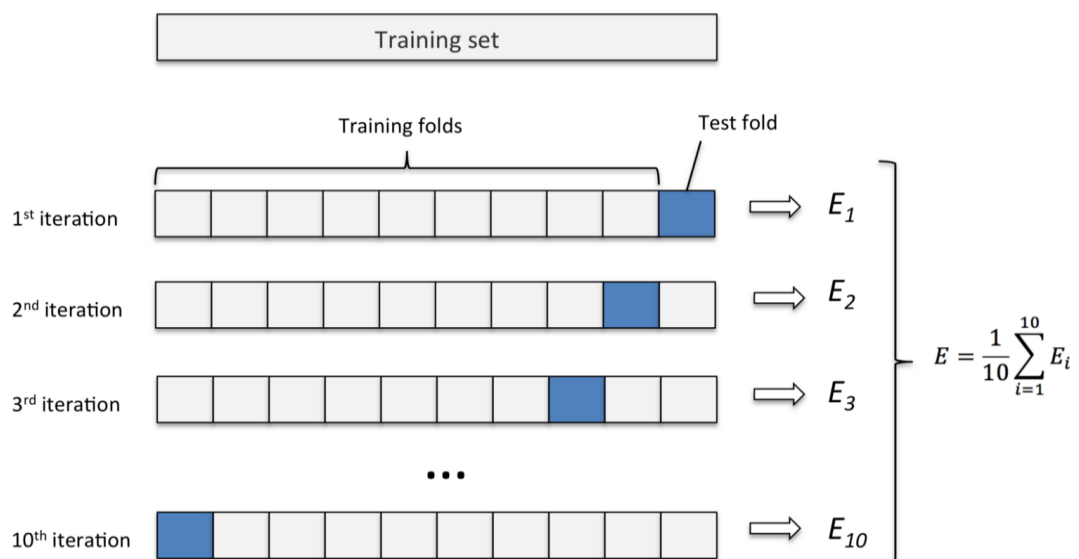 Training set
Training folds
Test fold
1st iteration
E1
2nd iteration
E2
E = 1/10 ∑_{i=1}^{10} Ei
3rd iteration
E3
...
10th iteration
E10